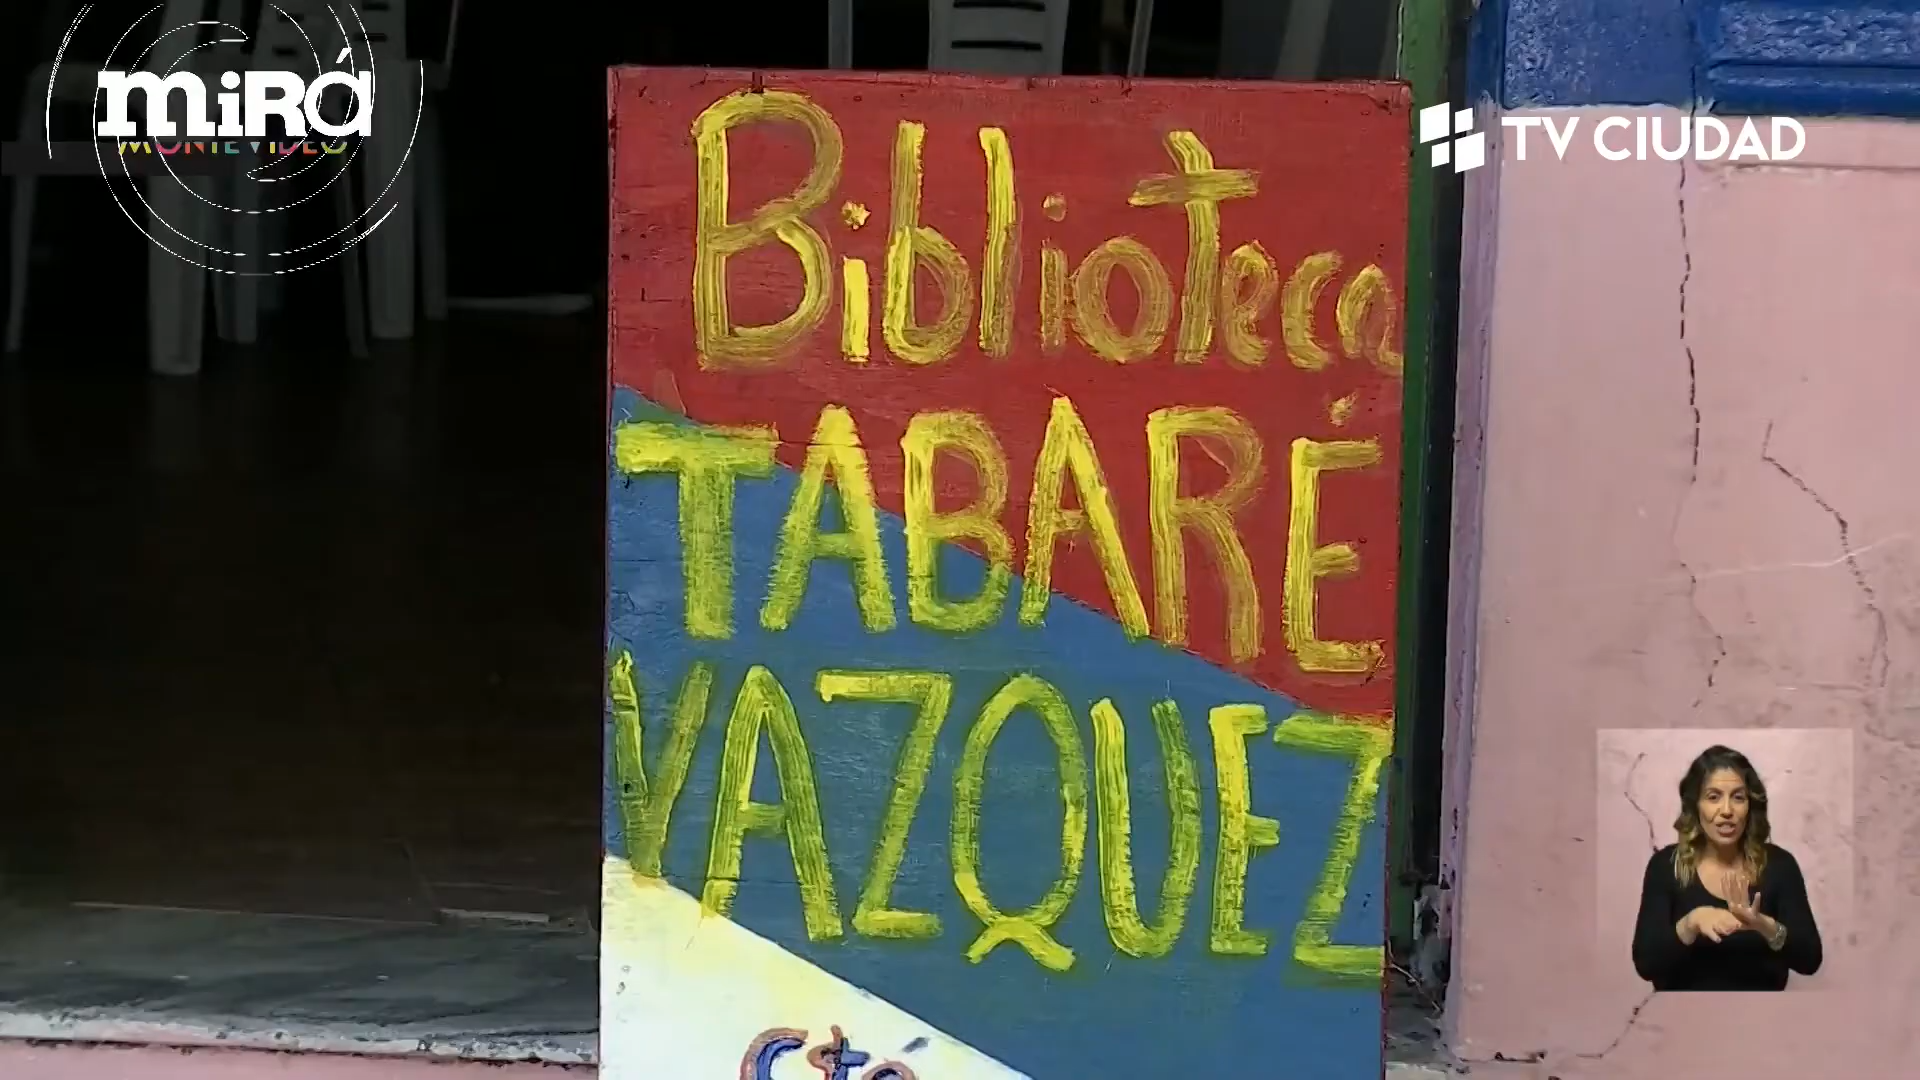 miRá
MONTEVIDEO
TV CIUDAD
Biblioteca
TABARÉ
VAZQUEZ